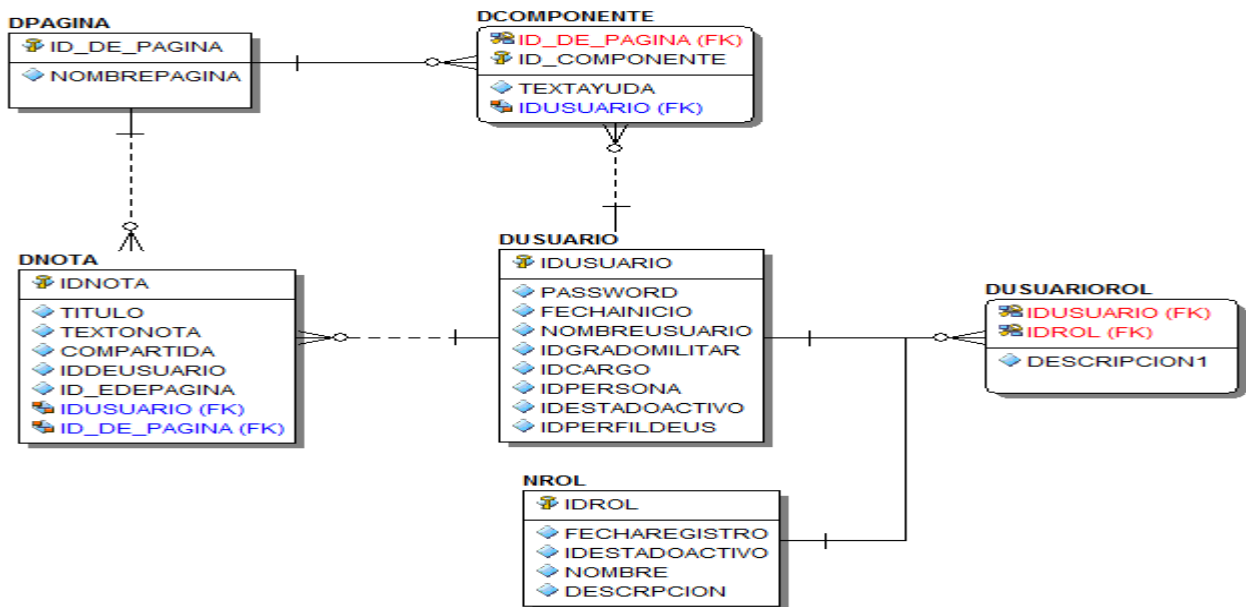 DPAGINA
ID_DE_PAGINA
NOMBREPAGINA
DCOMPONENTE
ID_DE_PAGINA (FK)
ID_COMPONENTE
TEXTAYUDA
IDUSUARIO (FK)
DNOTA
IDNOTA
TITULO
TEXTONOTA
COMPARTIDA
IDDEUSUARIO
ID_EDEPAGINA
IDUSUARIO (FK)
ID_DE_PAGINA (FK)
DUSUARIO
IDUSUARIO
PASSWORD
FECHAINICIO
NOMBREUSUARIO
IDGRADOMILITAR
IDCARGO
IDPERSONA
IDESTADOACTIVO
IDPERFILDEUS
DUSUARIOROL
IDUSUARIO (FK)
IDROL (FK)
DESCRIPCION1
NROL
IDROL
FECHAREGISTRO
IDESTADOACTIVO
NOMBRE
DESCRPCION